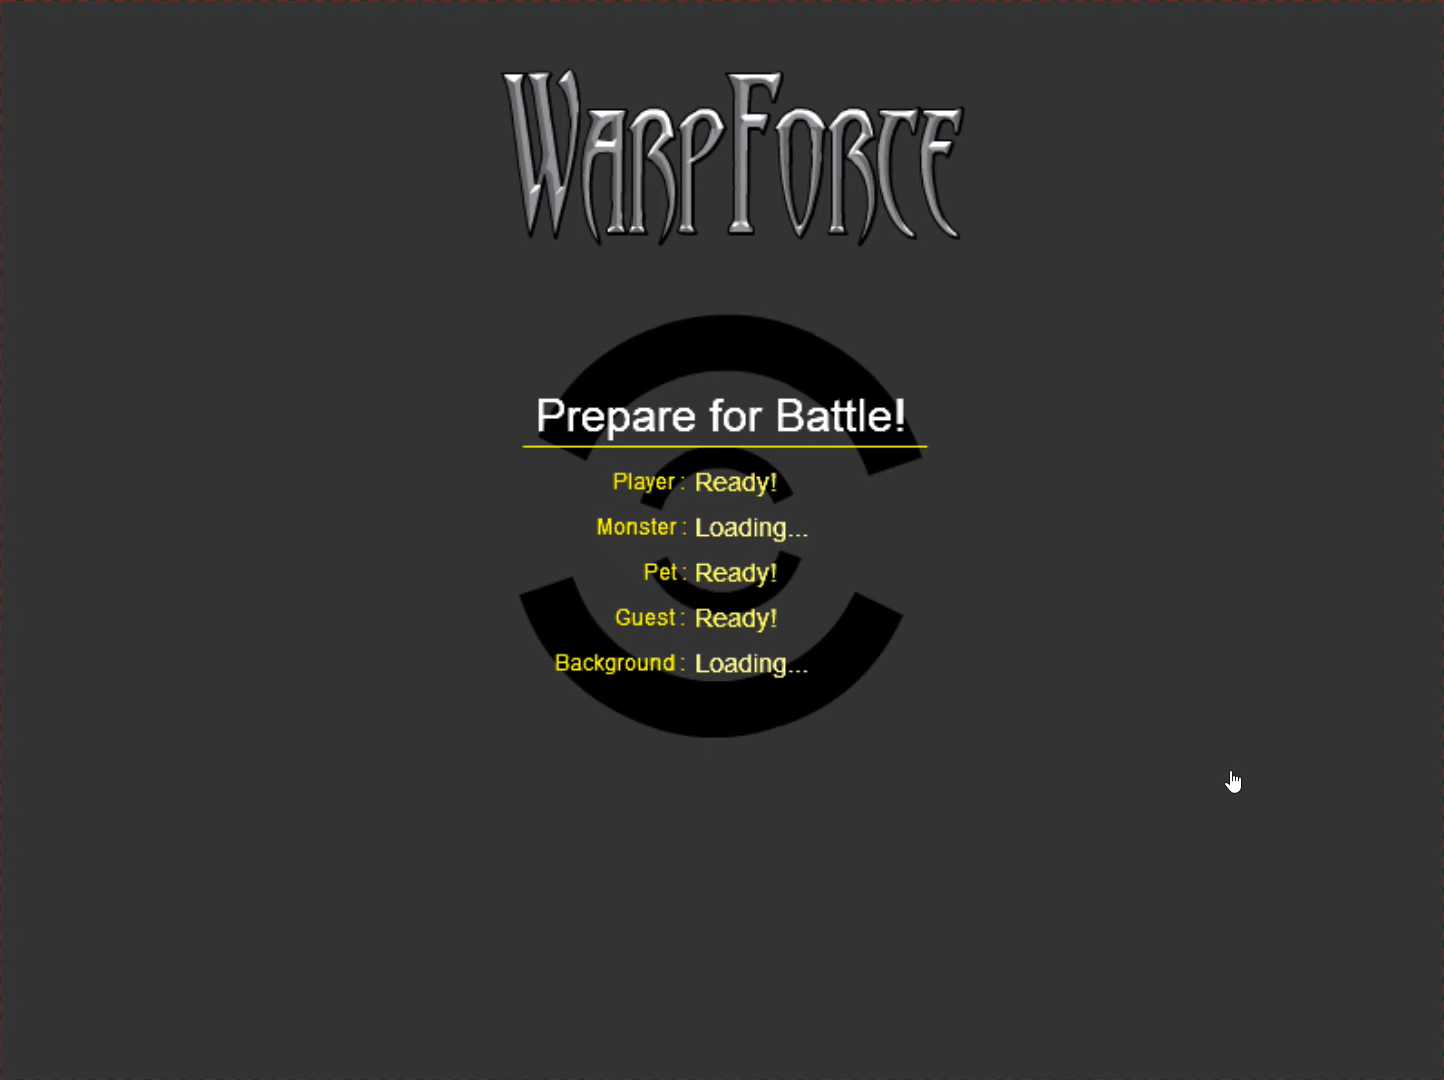 WarpForce
Prepare for Battle!
Player : Ready!
Monster : Loading...
Pet : Ready!
Guest : Ready!
Background : Loading...